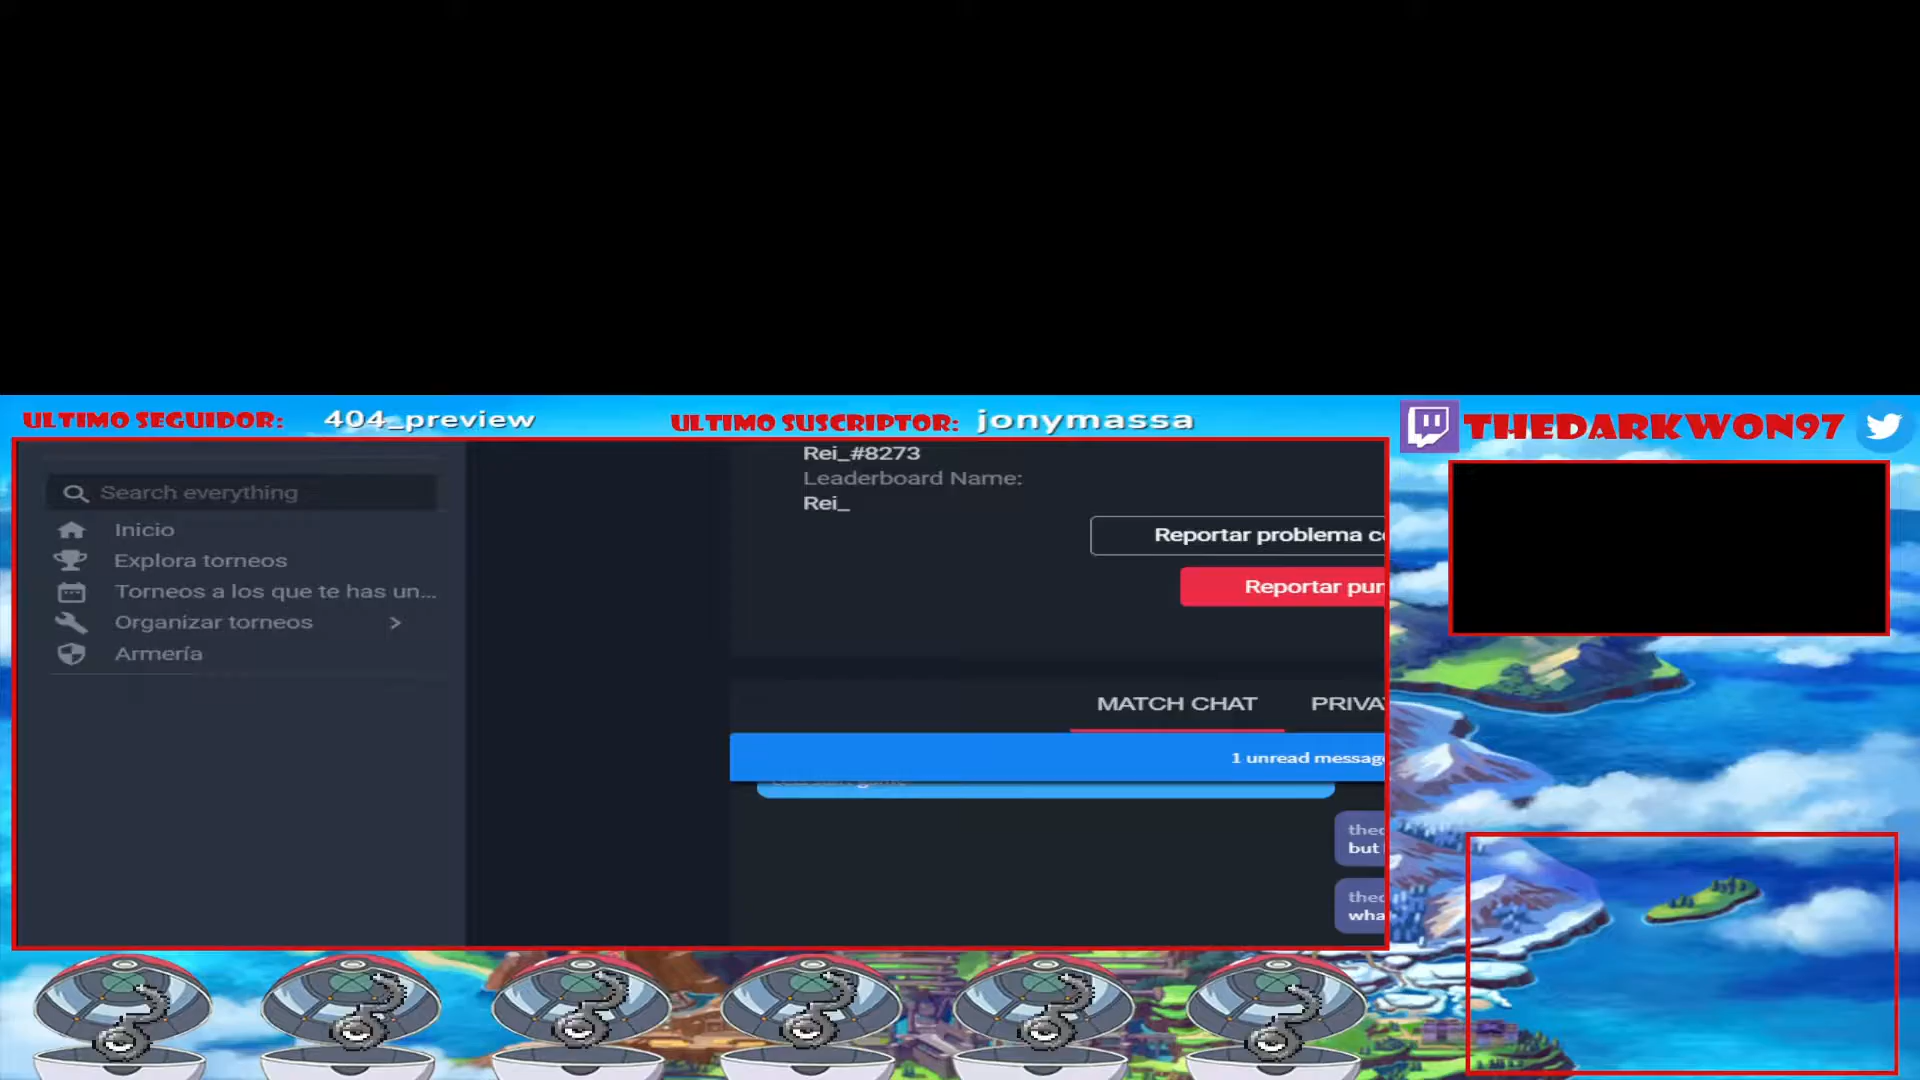 ULTIMO SEGUIDOR: 404_preview
ULTIMO SUSCRIPTOR: jonymassa
THEDARKWON97
Rei_#8273
Leaderboard Name:
Rei_
Search everything
Inicio
Explora torneos
Torneos a los que te has un...
Organizar torneos
Armería
Reportar problema c
Reportar pun
MATCH CHAT
PRIVA
1 unread messag
but
wha